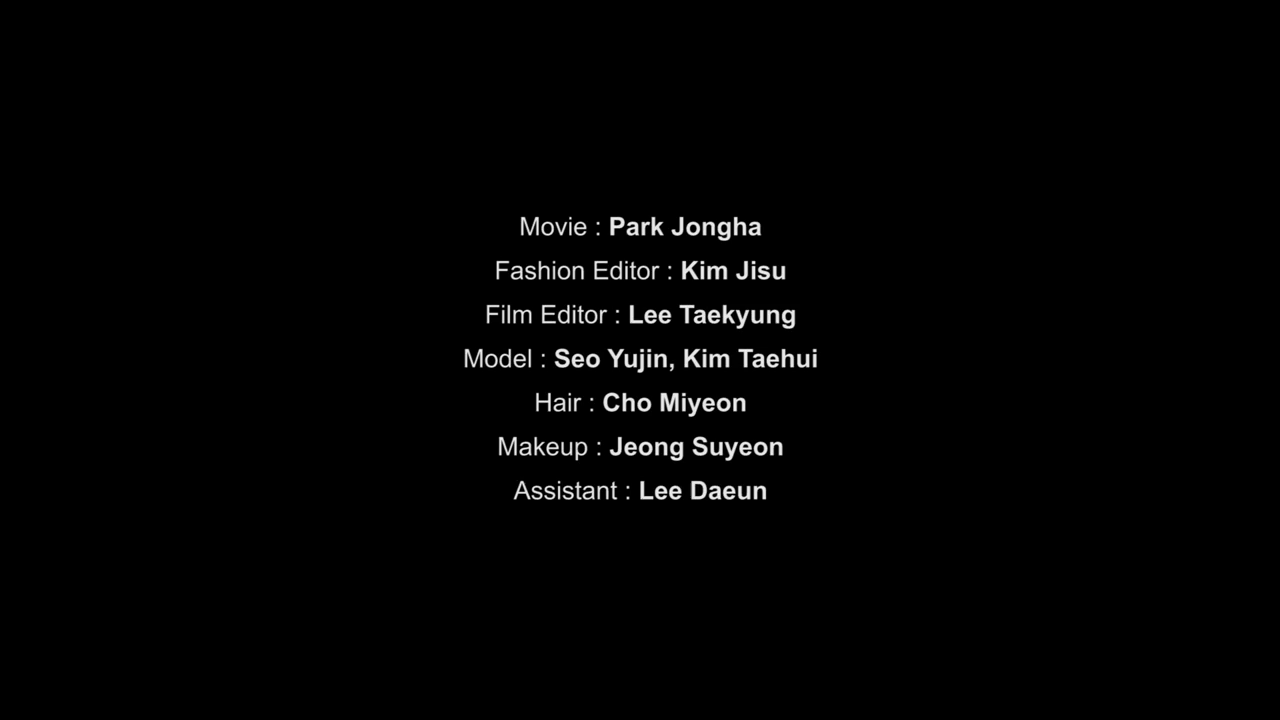 Movie : Park Jongha
Fashion Editor : Kim Jisu
Film Editor : Lee Taekyung
Model : Seo Yujin, Kim Taehui
Hair : Cho Miyeon
Makeup : Jeong Suyeon
Assistant : Lee Daeun